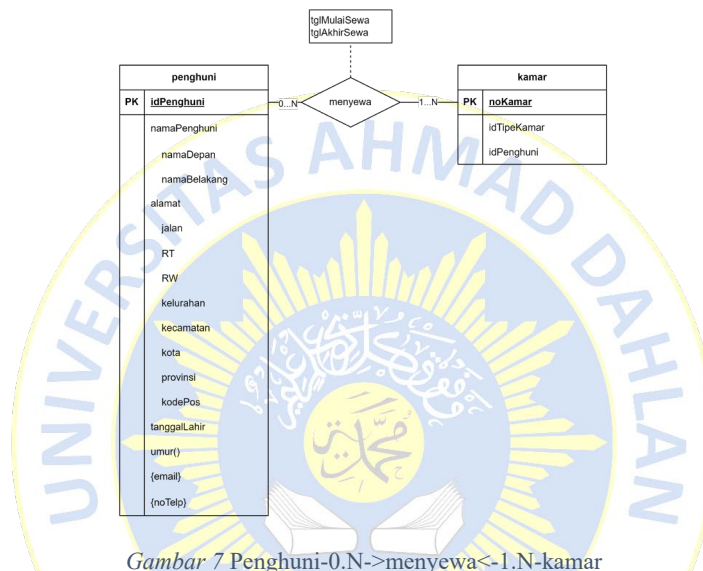 tglMulaiSewa
tglAkhirSewa
penghuni
PK idPenghuni
namaPenghuni
namaDepan
namaBelakang
alamat
jalan
RT
RW
kelurahan
kecamatan
kota
provinsi
kodePos
tanggalLahir
umur()
{email}
{noTelp}
0...N
menyewa
1...N
kamar
PK noKamar
idTipeKamar
idPenghuni
UNIVERSITAS AHMAD DAHLAN
Gambar 7 Penghuni-0.N->menyewa<-1.N-kamar